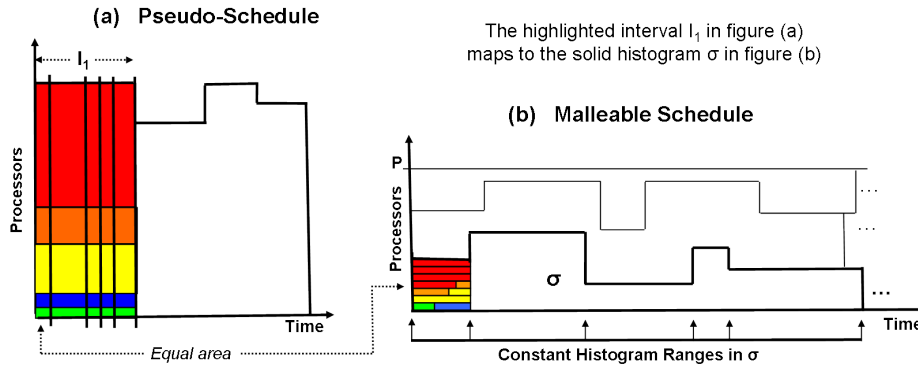 (a) Pseudo-Schedule
I₁
Processors
Time
The highlighted interval I₁ in figure (a)
maps to the solid histogram σ in figure (b)
(b) Malleable Schedule
P
Processors
...
...
σ
...
Time
Equal area
Constant Histogram Ranges in σ